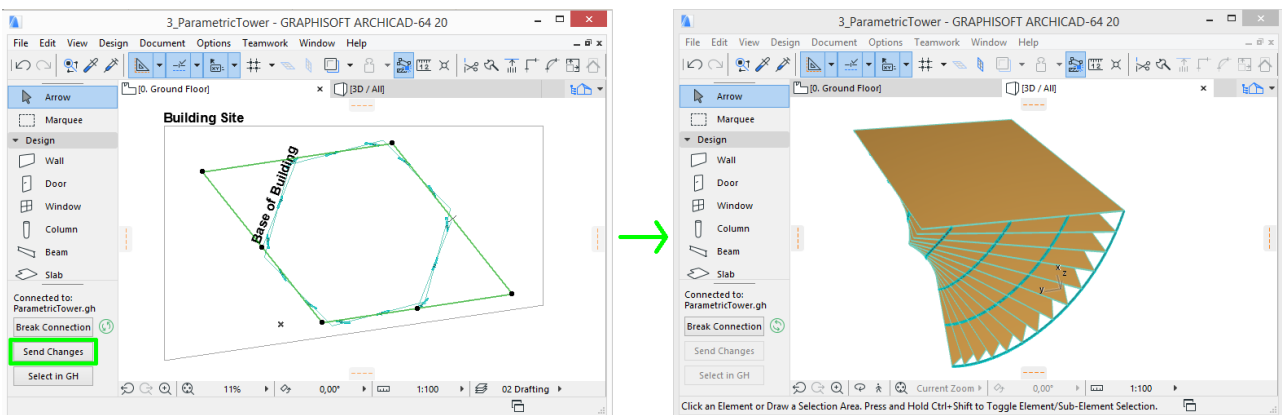 3_ParametricTower - GRAPHISOFT ARCHICAD-64 20
File Edit View Design Document Options Teamwork Window Help
[0. Ground Floor] [3D / All]
Arrow
Marquee
Design
Wall
Door
Window
Column
Beam
Slab
Connected to:
ParametricTower.gh
Break Connection
Send Changes
Select in GH
Building Site
Base of Building
11% 0,00° 1:100 02 Drafting
3_ParametricTower - GRAPHISOFT ARCHICAD-64 20
File Edit View Design Document Options Teamwork Window Help
[0. Ground Floor] [3D / All]
Arrow
Marquee
Design
Wall
Door
Window
Column
Beam
Slab
Connected to:
ParametricTower.gh
Break Connection
Send Changes
Select in GH
x
z
y
Current Zoom 0,00° 1:100
Click an Element or Draw a Selection Area. Press and Hold Ctrl+Shift to Toggle Element/Sub-Element Selection.